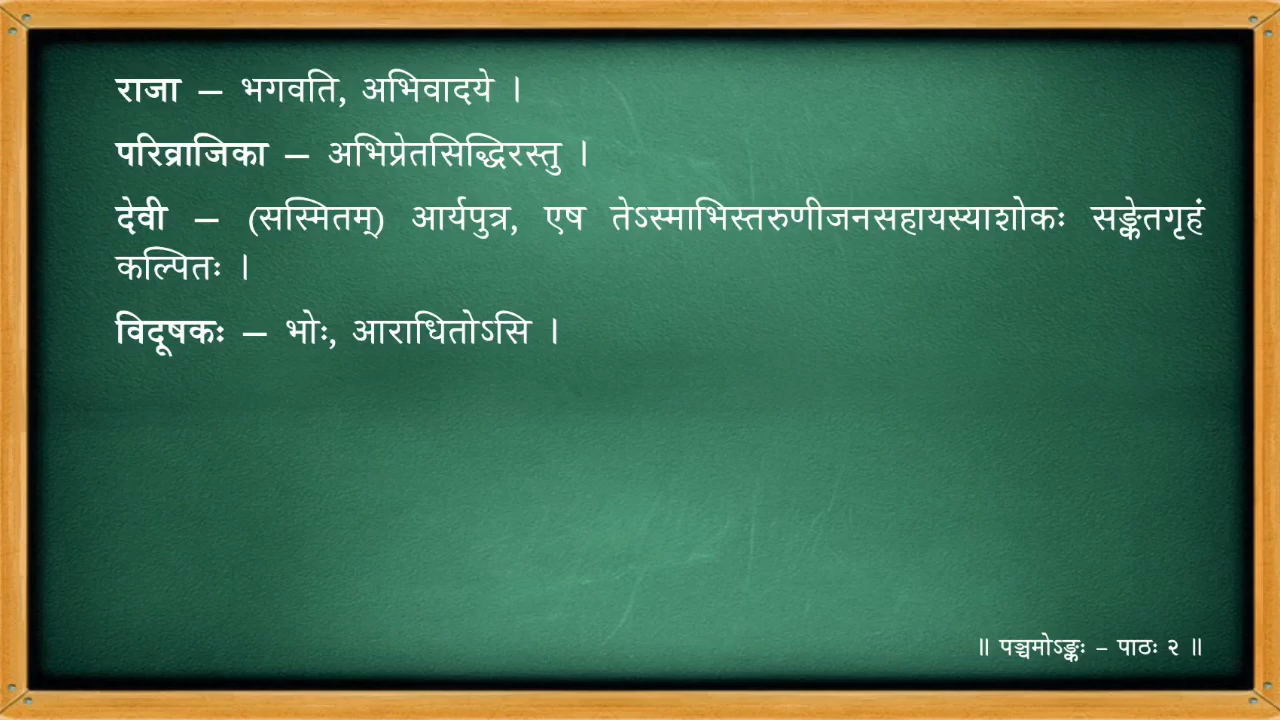 राजा – भगवति, अभिवादये ।
परिव्राजिका – अभिप्रेतसिद्धिरस्तु ।
देवी – (सस्मितम्) आर्यपुत्र, एष तेऽस्माभिस्तरुणीजनसहायस्याशोकः सङ्केतगृहं
कल्पितः ।
विदूषकः – भोः, आराधितोऽसि ।
॥ पञ्चमोऽङ्कः – पाठः २ ॥